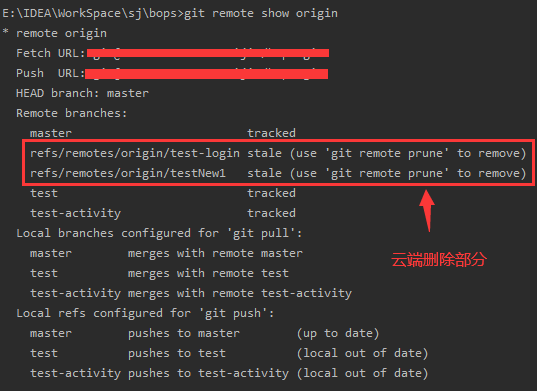 E:\IDEA\WorkSpace\sj\bops>git remote show origin
* remote origin
Fetch URL:
Push  URL:
HEAD branch: master
Remote branches:
master                           tracked
refs/remotes/origin/test-login stale (use 'git remote prune' to remove)
refs/remotes/origin/testNew1   stale (use 'git remote prune' to remove)
test                             tracked
test-activity                    tracked
Local branches configured for 'git pull':
master        merges with remote master
test          merges with remote test
test-activity merges with remote test-activity
Local refs configured for 'git push':
master        pushes to master        (up to date)
test          pushes to test          (local out of date)
test-activity pushes to test-activity (local out of date)
云端删除部分